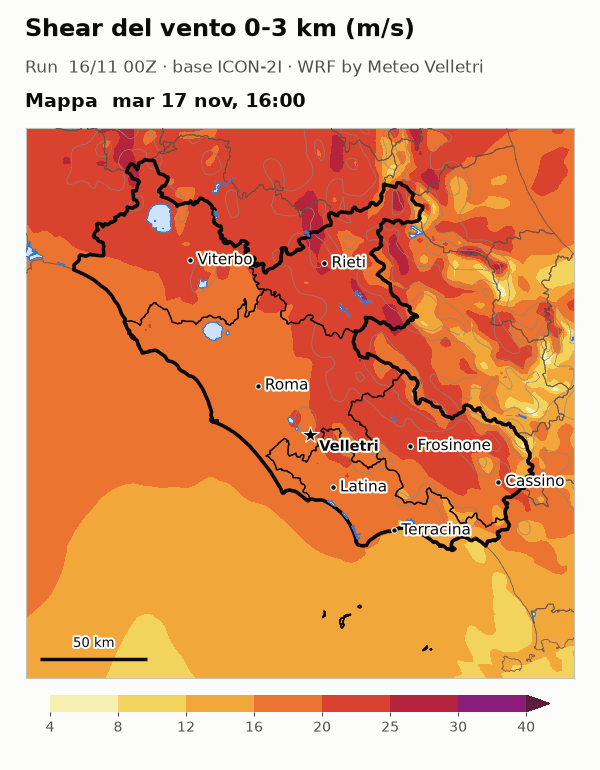 Shear del vento 0-3 km (m/s)
Run  16/11 00Z · base ICON-2I · WRF by Meteo Velletri
Mappa  mar 17 nov, 16:00
Viterbo
Rieti
Roma
Velletri
Frosinone
Latina
Cassino
Terracina
50 km
4 8 12 16 20 25 30 40